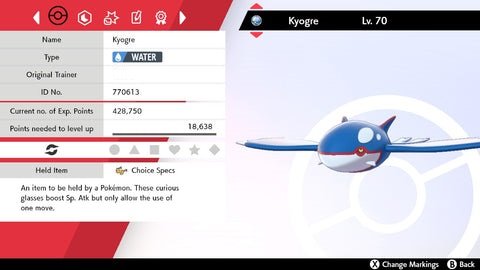 Kyogre Lv. 70
Name Kyogre
Type WATER
Original Trainer
ID No. 770613
Current no. of Exp. Points 428,750
Points needed to level up 18,638
Held Item Choice Specs
An item to be held by a Pokémon. These curious
glasses boost Sp. Atk but only allow the use of
one move.
X Change Markings B Back